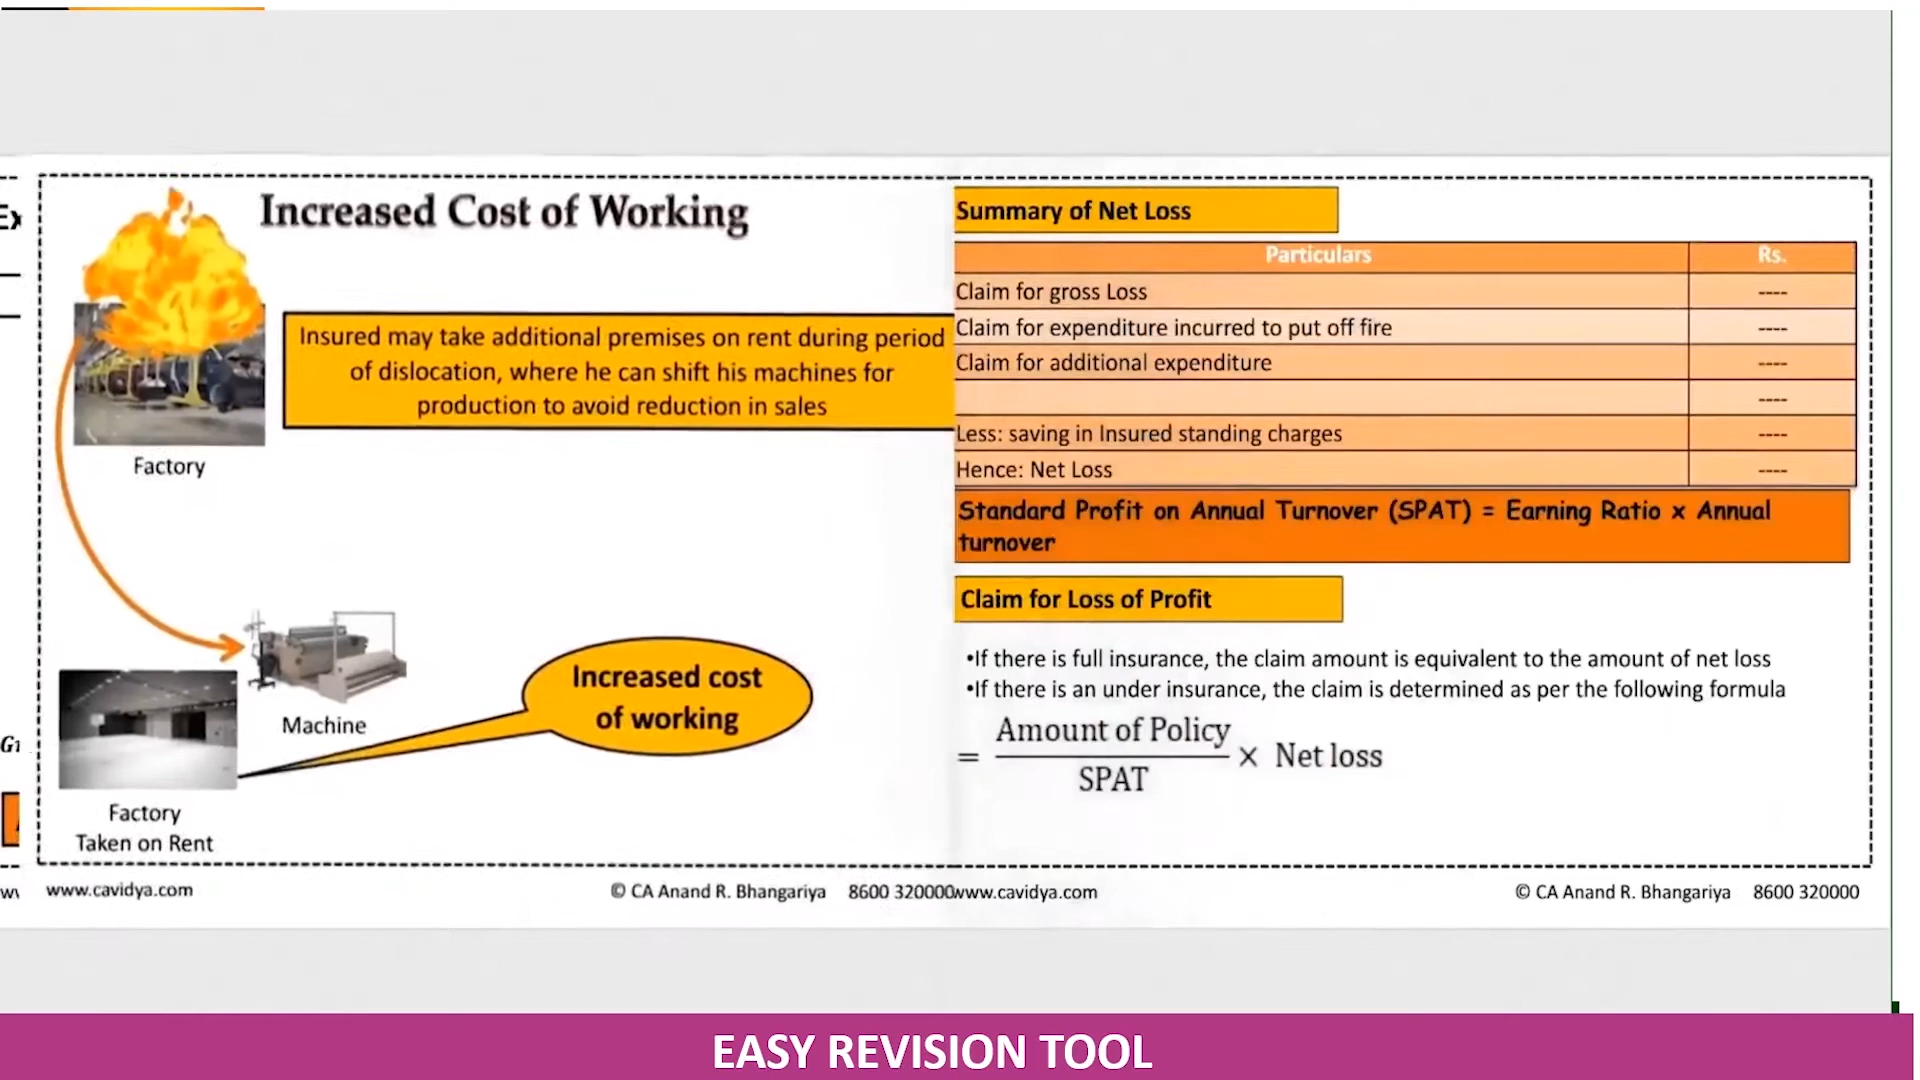 Increased Cost of Working
Insured may take additional premises on rent during period
of dislocation, where he can shift his machines for
production to avoid reduction in sales
Factory
Machine
Increased cost
of working
Factory
Taken on Rent
www.cavidya.com
© CA Anand R. Bhangariya 8600 320000
Summary of Net Loss
Particulars Rs.
Claim for gross Loss ----
Claim for expenditure incurred to put off fire ----
Claim for additional expenditure ----
----
Less: saving in Insured standing charges ----
Hence: Net Loss ----
Standard Profit on Annual Turnover (SPAT) = Earning Ratio x Annual
turnover
Claim for Loss of Profit
•If there is full insurance, the claim amount is equivalent to the amount of net loss
•If there is an under insurance, the claim is determined as per the following formula
= Amount of Policy
SPAT
× Net loss
www.cavidya.com
© CA Anand R. Bhangariya 8600 320000
EASY REVISION TOOL